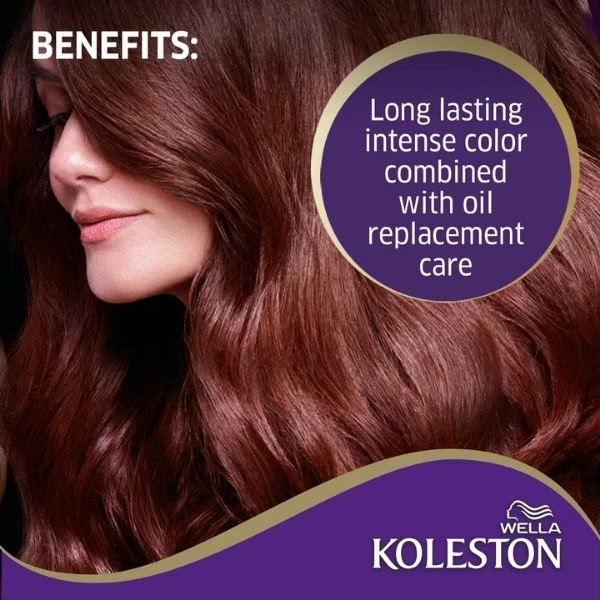 BENEFITS:
Long lasting
intense color
combined
with oil
replacement
care
WELLA
KOLESTON